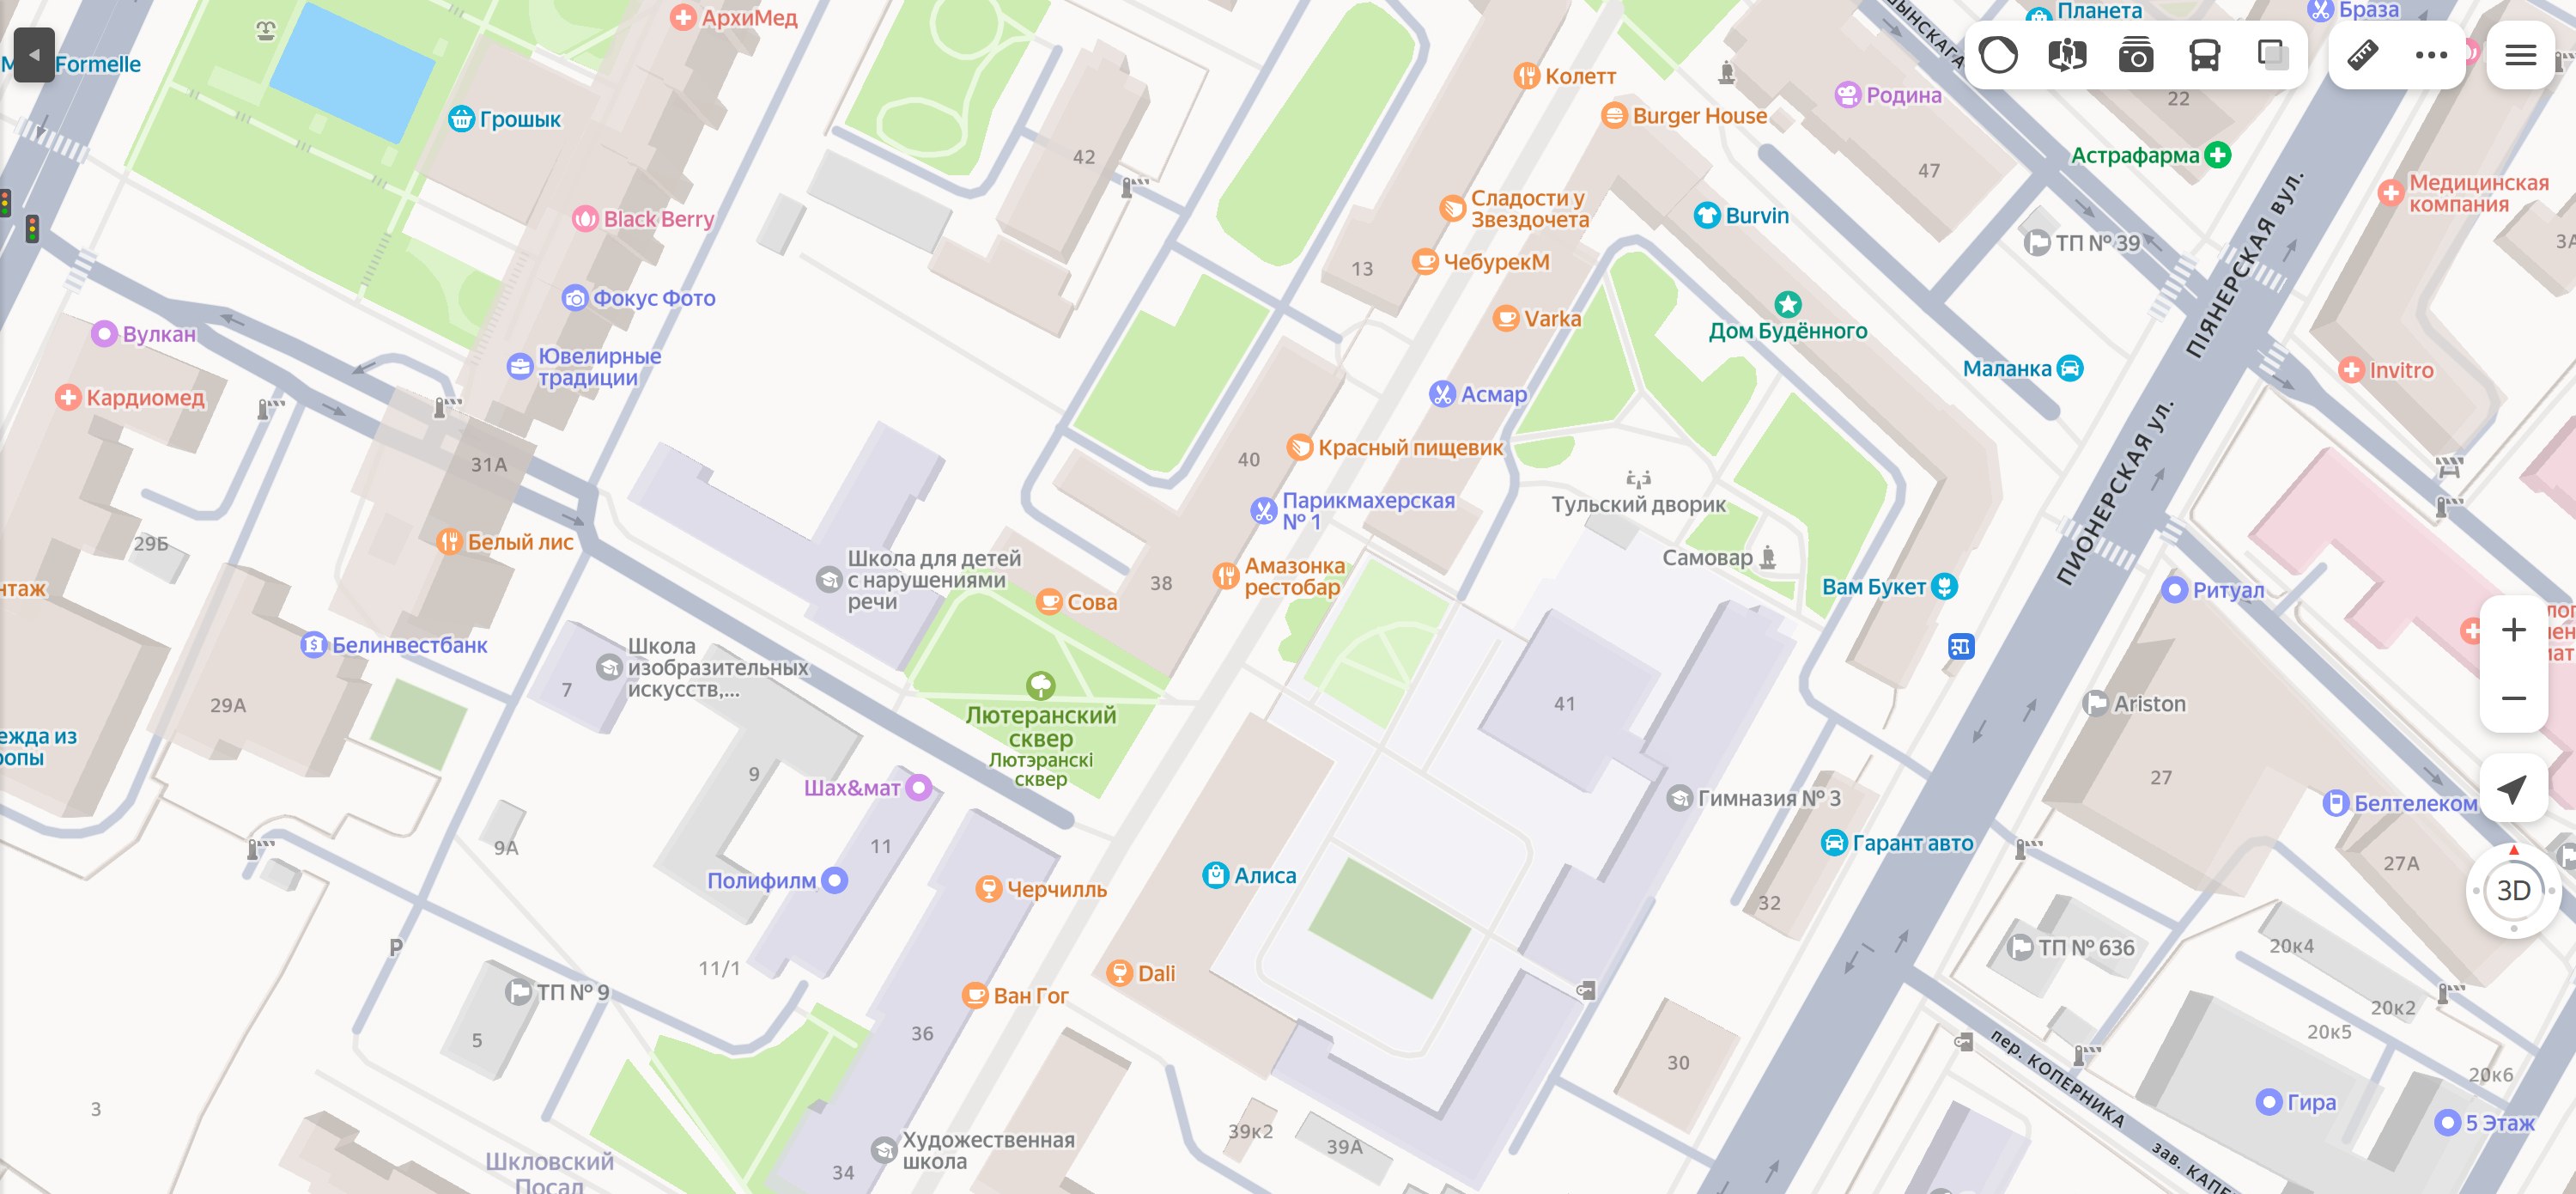 АрхиМед
Formelle
Грошык
Black Berry
Фокус Фото
Ювелирные
традиции
Вулкан
Кардиомед
31А
29Б
Белый лис
Белинвестбанк
29А
42
Колетт
Burger House
Сладости у
Звездочета
ЧебурекМ
13
Varka
Асмар
Красный пищевик
40
Парикмахерская
№ 1
Амазонка
рестобар
38
Сова
Школа для детей
с нарушениями
речи
Школа
изобразительных
искусств,...
7
Планета
Браза
Родина
22
47
Астрафарма
Медицинская
компания
ТП № 39
3А
Burvin
Дом Будённого
Маланка
Invitro
ПІЯНЕРСКАЯ вул.
ПИОНЕРСКАЯ ул.
Тульский дворик
Самовар
Вам Букет
Ритуал
Ariston
27
Белтелеком
27А
41
Гимназия № 3
Гарант авто
32
Лютеранский
сквер
Лютэранскі
сквер
9
Шах&мат
11
Полифилм
9А
11/1
Черчилль
Алиса
Dali
Ван Гог
P
ТП № 9
5
36
3
Шкловский
Посад
Художественная
школа
34
39к2
39А
30
ТП № 636
20к4
20к2
20к5
20к6
пер. КОПЕРНИКА
Гира
5 Этаж
3D